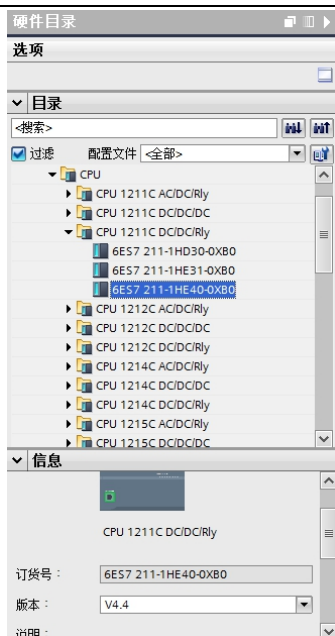 硬件目录
选项
目录
<搜索>
过滤 配置文件 <全部>
CPU
CPU 1211C AC/DC/Rly
CPU 1211C DC/DC/DC
CPU 1211C DC/DC/Rly
6ES7 211-1HD30-0XB0
6ES7 211-1HE31-0XB0
6ES7 211-1HE40-0XB0
CPU 1212C AC/DC/Rly
CPU 1212C DC/DC/DC
CPU 1212C DC/DC/Rly
CPU 1214C AC/DC/Rly
CPU 1214C DC/DC/DC
CPU 1214C DC/DC/Rly
CPU 1215C AC/DC/Rly
CPU 1215C DC/DC/DC
信息
CPU 1211C DC/DC/Rly
订货号：
6ES7 211-1HE40-0XB0
版本：
V4.4
说明：